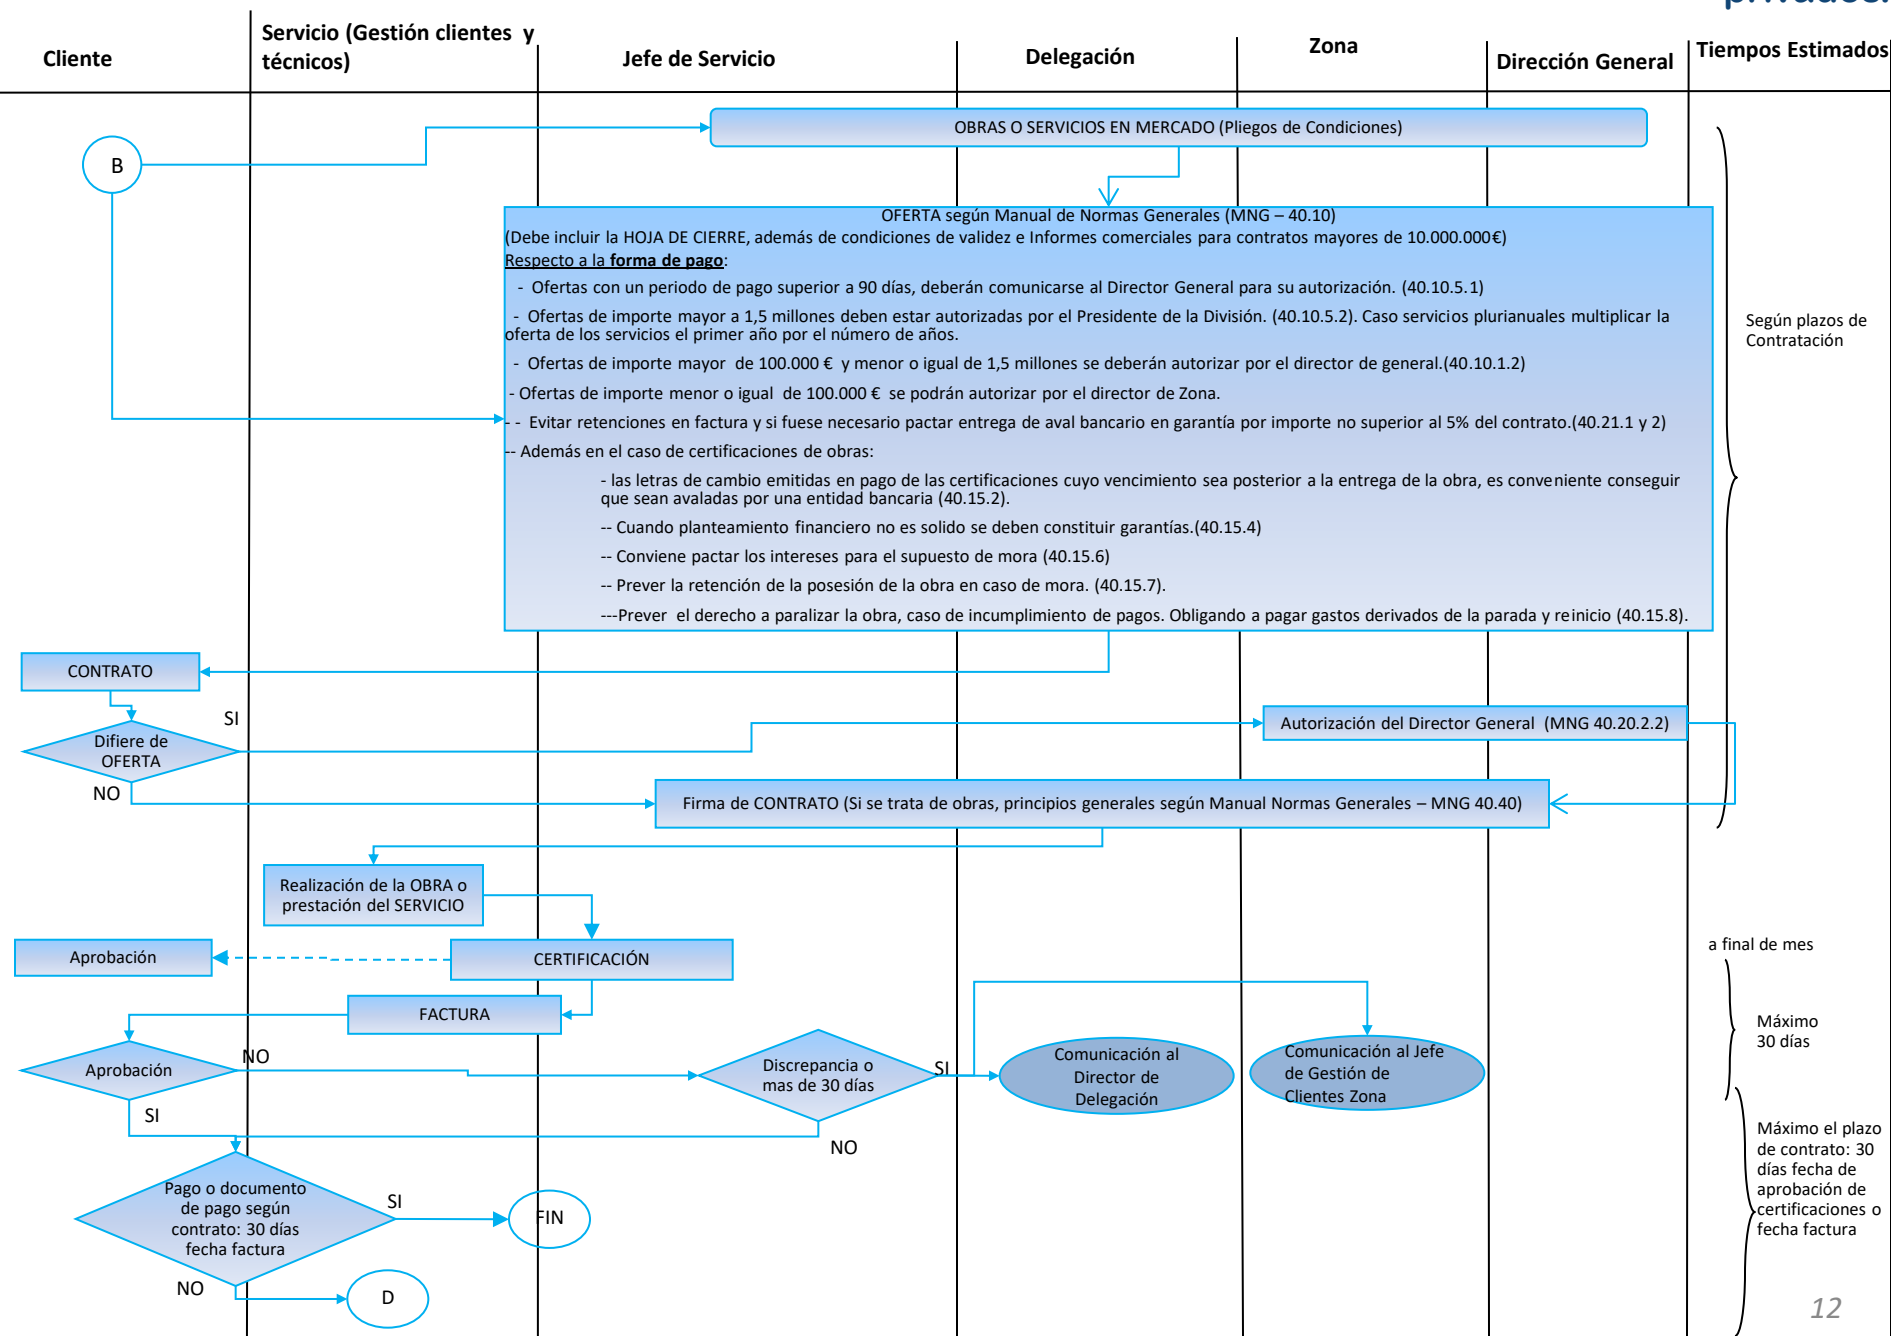 privados.
Cliente
Servicio (Gestión clientes y
técnicos)
Jefe de Servicio
Delegación
Zona
Dirección General
Tiempos Estimados
B
OBRAS O SERVICIOS EN MERCADO (Pliegos de Condiciones)
OFERTA según Manual de Normas Generales (MNG – 40.10)
(Debe incluir la HOJA DE CIERRE, además de condiciones de validez e Informes comerciales para contratos mayores de 10.000.000€)
Respecto a la forma de pago:
- Ofertas con un periodo de pago superior a 90 días, deberán comunicarse al Director General para su autorización. (40.10.5.1)
- Ofertas de importe mayor a 1,5 millones deben estar autorizadas por el Presidente de la División. (40.10.5.2). Caso servicios plurianuales multiplicar la
oferta de los servicios el primer año por el número de años.
- Ofertas de importe mayor de 100.000 € y menor o igual de 1,5 millones se deberán autorizar por el director de general.(40.10.1.2)
- Ofertas de importe menor o igual de 100.000 € se podrán autorizar por el director de Zona.
- - Evitar retenciones en factura y si fuese necesario pactar entrega de aval bancario en garantía por importe no superior al 5% del contrato.(40.21.1 y 2)
-- Además en el caso de certificaciones de obras:
- las letras de cambio emitidas en pago de las certificaciones cuyo vencimiento sea posterior a la entrega de la obra, es conveniente conseguir
que sean avaladas por una entidad bancaria (40.15.2).
-- Cuando planteamiento financiero no es solido se deben constituir garantías.(40.15.4)
-- Conviene pactar los intereses para el supuesto de mora (40.15.6)
-- Prever la retención de la posesión de la obra en caso de mora. (40.15.7).
---Prever el derecho a paralizar la obra, caso de incumplimiento de pagos. Obligando a pagar gastos derivados de la parada y reinicio (40.15.8).
Según plazos de
Contratación
CONTRATO
SI
Difiere de
OFERTA
NO
Autorización del Director General (MNG 40.20.2.2)
Firma de CONTRATO (Si se trata de obras, principios generales según Manual Normas Generales – MNG 40.40)
Realización de la OBRA o
prestación del SERVICIO
Aprobación
CERTIFICACIÓN
a final de mes
FACTURA
Aprobación
NO
SI
Discrepancia o
mas de 30 días
SI
NO
Comunicación al
Director de
Delegación
Comunicación al Jefe
de Gestión de
Clientes Zona
Máximo
30 días
Pago o documento
de pago según
contrato: 30 días
fecha factura
SI
FIN
NO
D
Máximo el plazo
de contrato: 30
días fecha de
aprobación de
certificaciones o
fecha factura
12